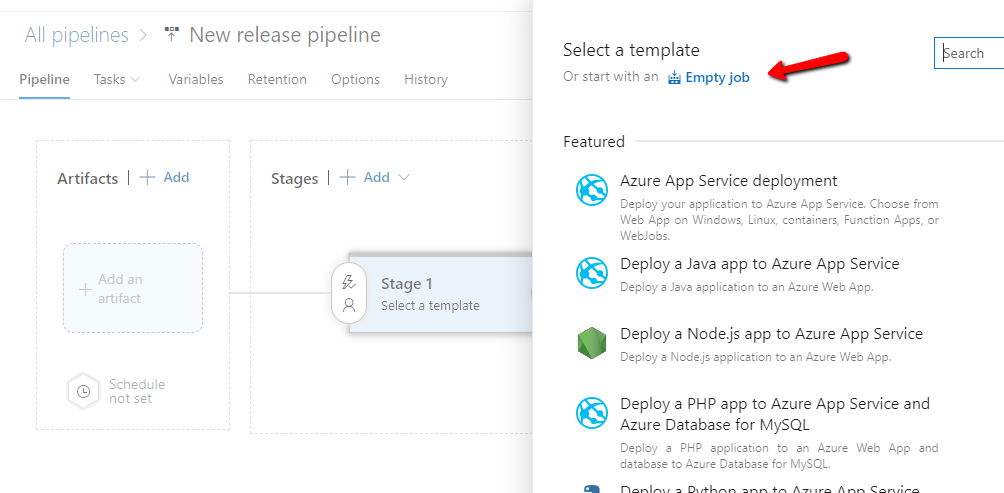 All pipelines > New release pipeline
Pipeline Tasks Variables Retention Options History
Artifacts | + Add
Stages | + Add
Add an
artifact
Stage 1
Select a template
Schedule
not set
Select a template
Search
Or start with an Empty job
Featured
Azure App Service deployment
Deploy your application to Azure App Service. Choose from
Web App on Windows, Linux, containers, Function Apps, or
WebJobs.
Deploy a Java app to Azure App Service
Deploy a Java application to an Azure Web App.
Deploy a Node.js app to Azure App Service
Deploy a Node.js application to an Azure Web App.
Deploy a PHP app to Azure App Service and
Azure Database for MySQL
Deploy a PHP application to an Azure Web App and
database to Azure Database for MySQL.
Deploy a Python app to Azure App Service